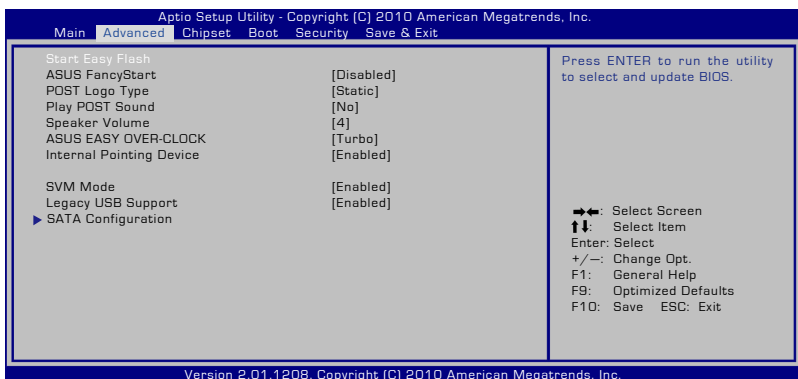 Aptio Setup Utility - Copyright (C) 2010 American Megatrends, Inc.
Main Advanced Chipset Boot Security Save & Exit
Start Easy Flash
ASUS FancyStart [Disabled]
POST Logo Type [Static]
Play POST Sound [No]
Speaker Volume [4]
ASUS EASY OVER-CLOCK [Turbo]
Internal Pointing Device [Enabled]
SVM Mode [Enabled]
Legacy USB Support [Enabled]
SATA Configuration
Press ENTER to run the utility
to select and update BIOS.
→←: Select Screen
↑↓: Select Item
Enter: Select
+/—: Change Opt.
F1: General Help
F9: Optimized Defaults
F10: Save ESC: Exit
Version 2.01.1208. Copyright (C) 2010 American Megatrends, Inc.